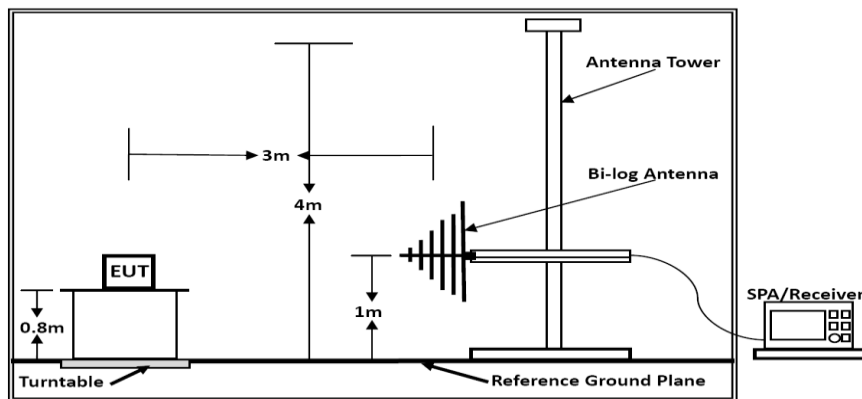 Antenna Tower
3m
Bi-log Antenna
4m
EUT
SPA/Receiver
0.8m
1m
Turntable
Reference Ground Plane